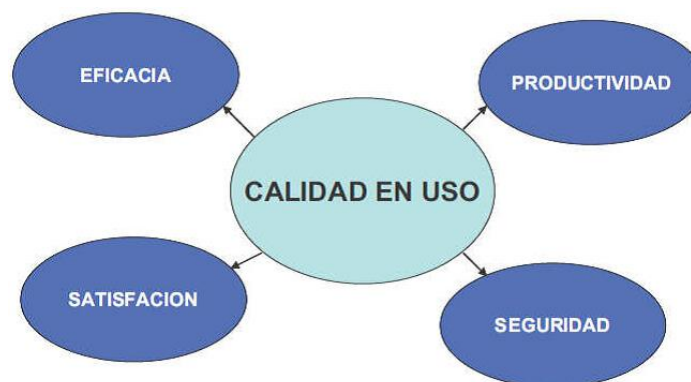 EFICACIA
PRODUCTIVIDAD
CALIDAD EN USO
SATISFACION
SEGURIDAD